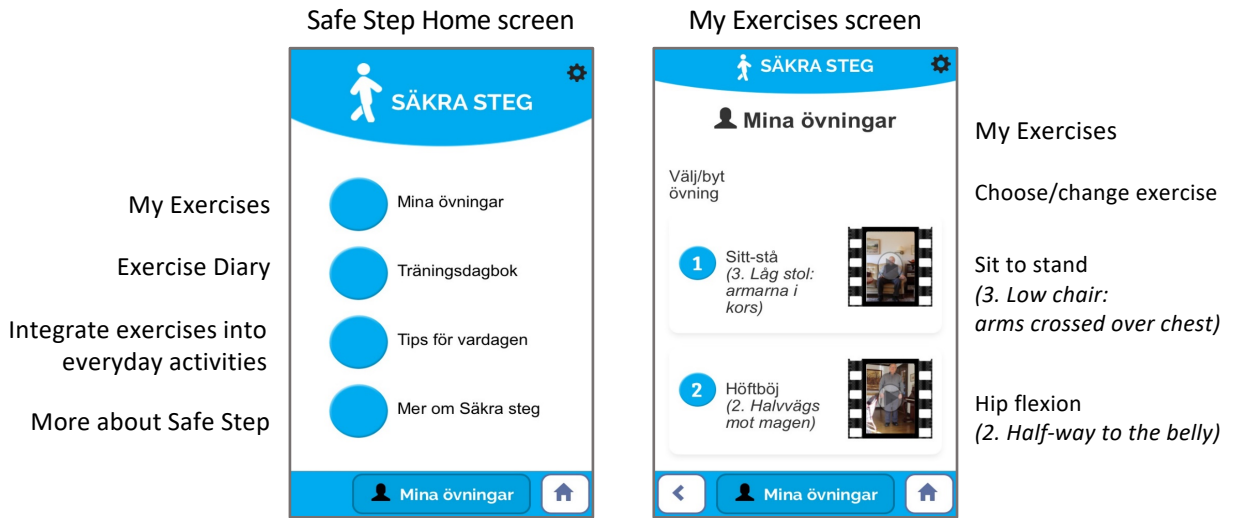 Safe Step Home screen
My Exercises screen
SÄKRA STEG
My Exercises
Mina övningar
Exercise Diary
Träningsdagbok
Integrate exercises into
everyday activities
Tips för vardagen
More about Safe Step
Mer om Säkra steg
Mina övningar
SÄKRA STEG
Mina övningar
My Exercises
Välj/byt
övning
Choose/change exercise
1
Sitt-stå
(3. Låg stol:
armarna i
kors)
Sit to stand
(3. Low chair:
arms crossed over chest)
2
Höftböj
(2. Halvvägs
mot magen)
Hip flexion
(2. Half-way to the belly)
Mina övningar